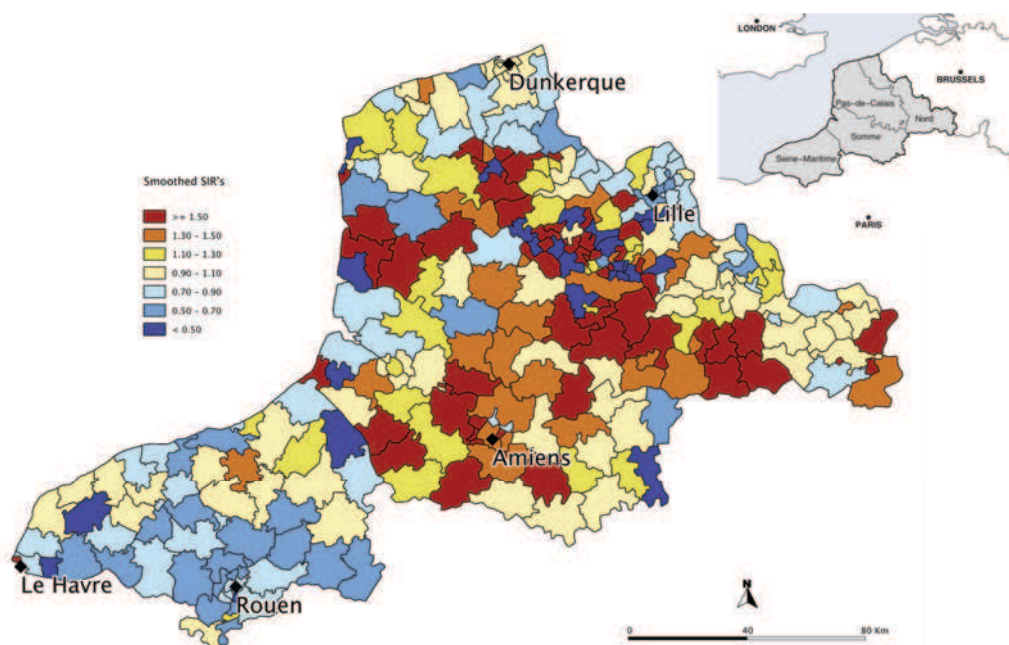 LONDON
BRUSSELS
Pas-de-Calais
Nord
Somme
Seine-Maritime
PARIS
Dunkerque
Lille
Smoothed SIR's
>= 1.50
1.30 - 1.50
1.10 - 1.30
0.90 - 1.10
0.70 - 0.90
0.50 - 0.70
< 0.50
Amiens
Le Havre
Rouen
N
0 40 80 Km